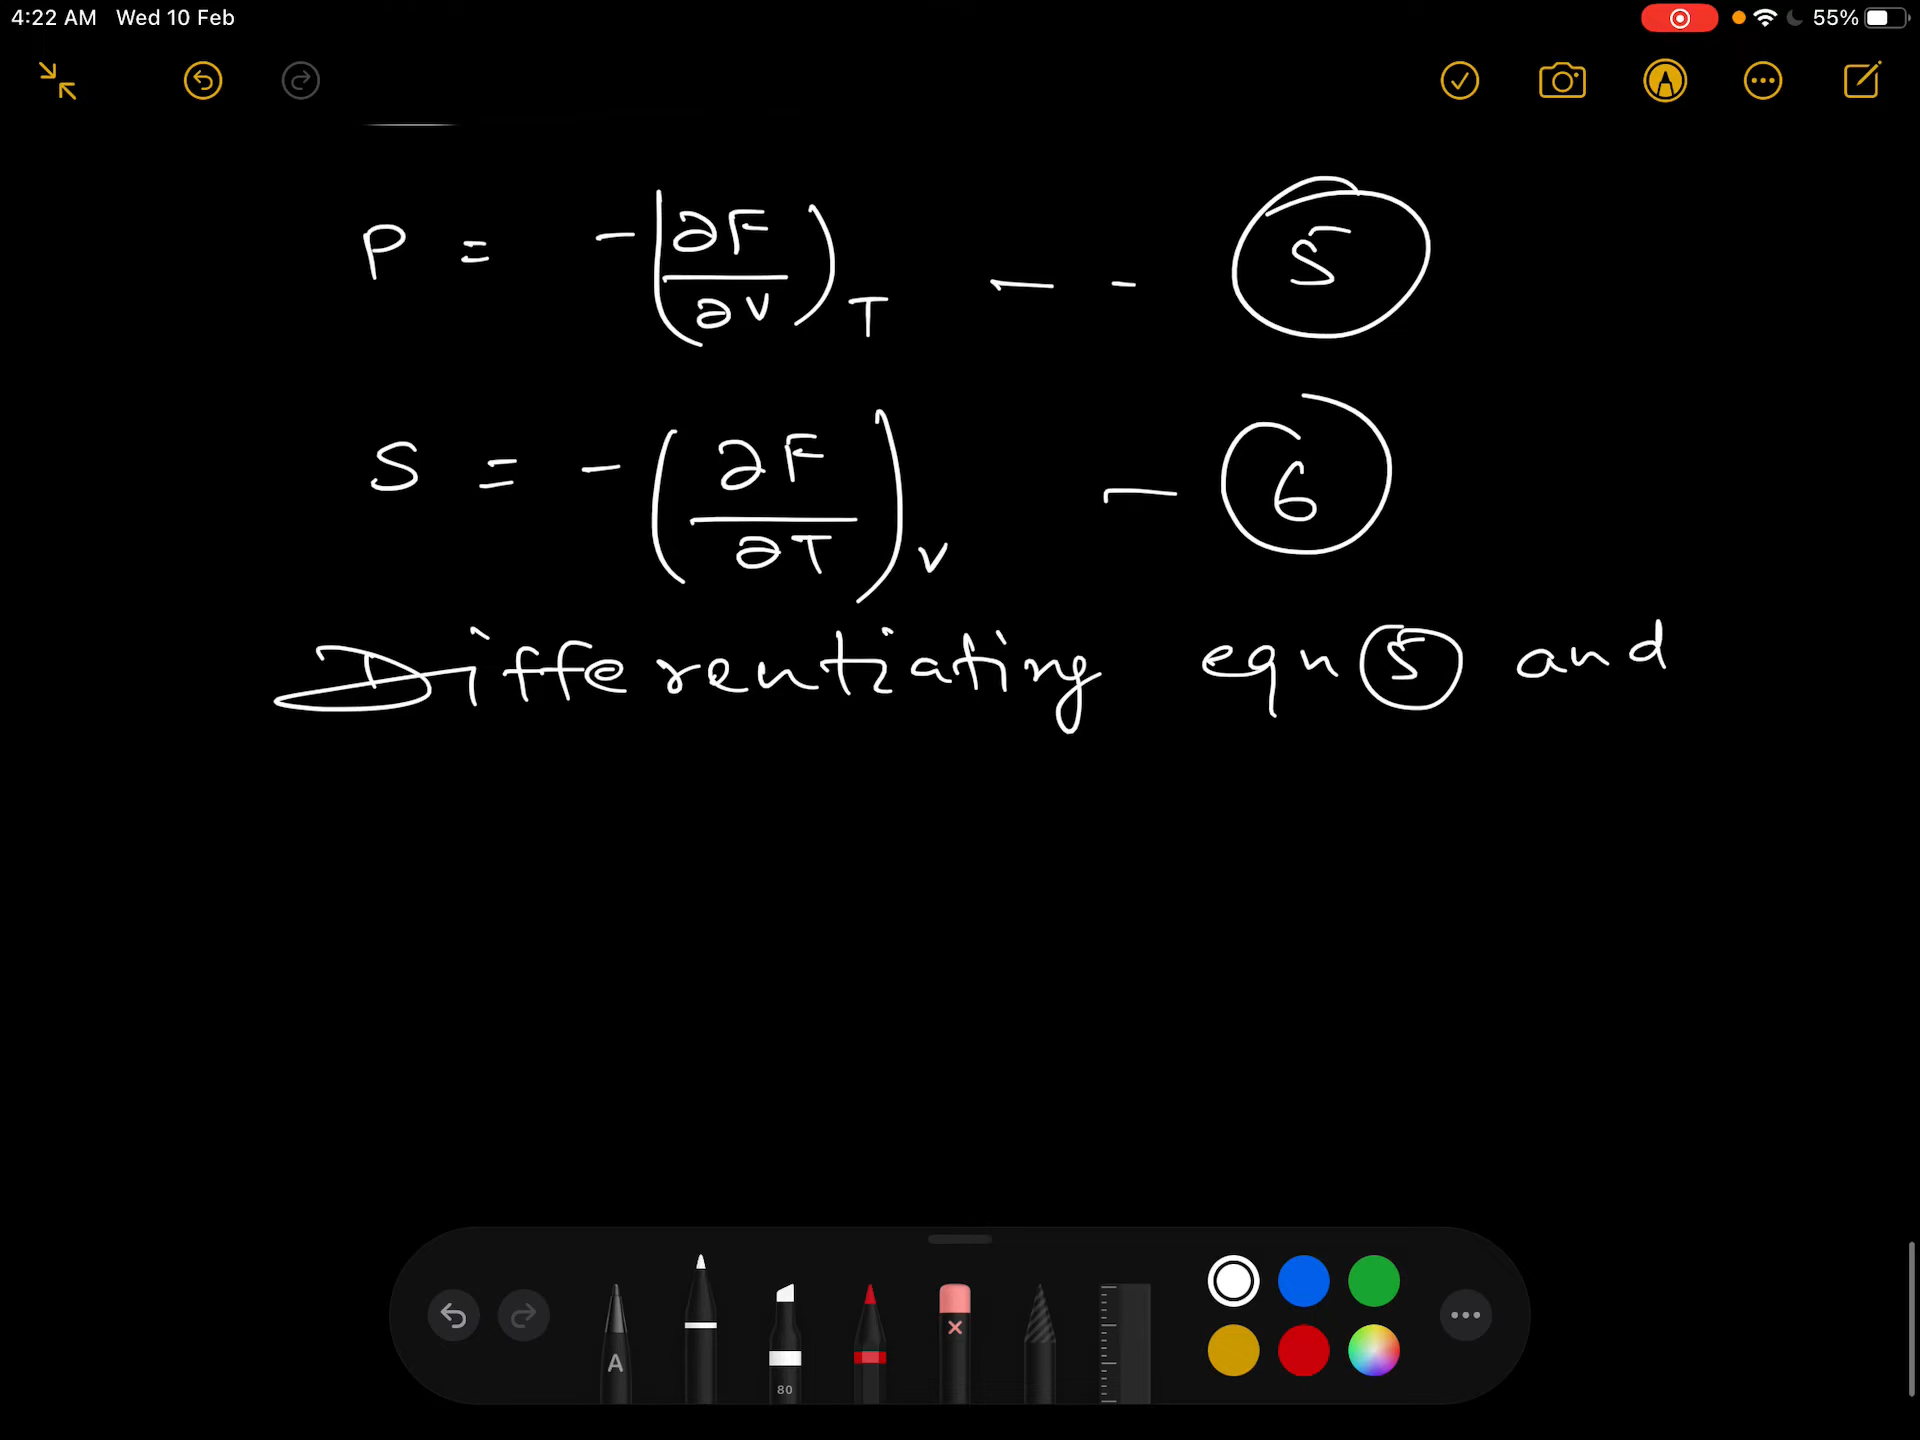 4:22 AM Wed 10 Feb 55%
P = -(∂F/∂V)T -- 5
S = -(∂F/∂T)V - 6
Differentiating eqn 5 and
A 80